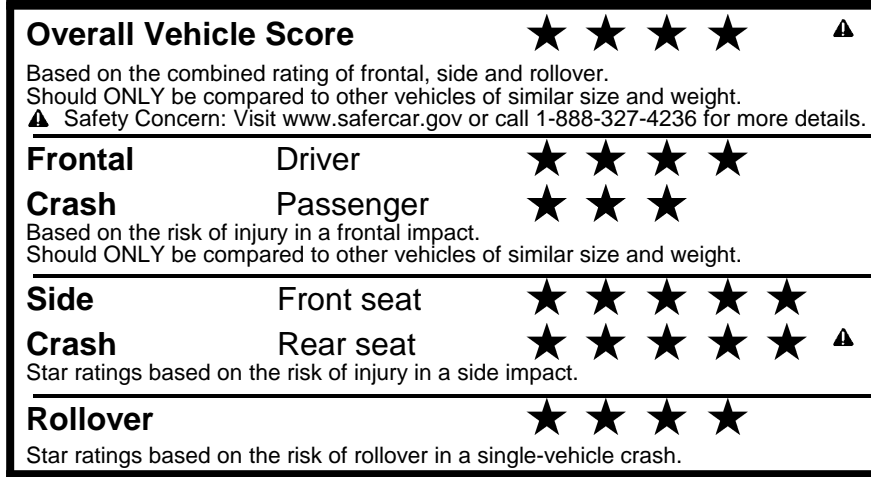 Overall Vehicle Score ★ ★ ★ ★ ⚠
Based on the combined rating of frontal, side and rollover.
Should ONLY be compared to other vehicles of similar size and weight.
⚠ Safety Concern: Visit www.safercar.gov or call 1-888-327-4236 for more details.
Frontal Driver ★ ★ ★ ★
Crash Passenger ★ ★ ★
Based on the risk of injury in a frontal impact.
Should ONLY be compared to other vehicles of similar size and weight.
Side Front seat ★ ★ ★ ★ ★
Crash Rear seat ★ ★ ★ ★ ★ ⚠
Star ratings based on the risk of injury in a side impact.
Rollover ★ ★ ★ ★
Star ratings based on the risk of rollover in a single-vehicle crash.